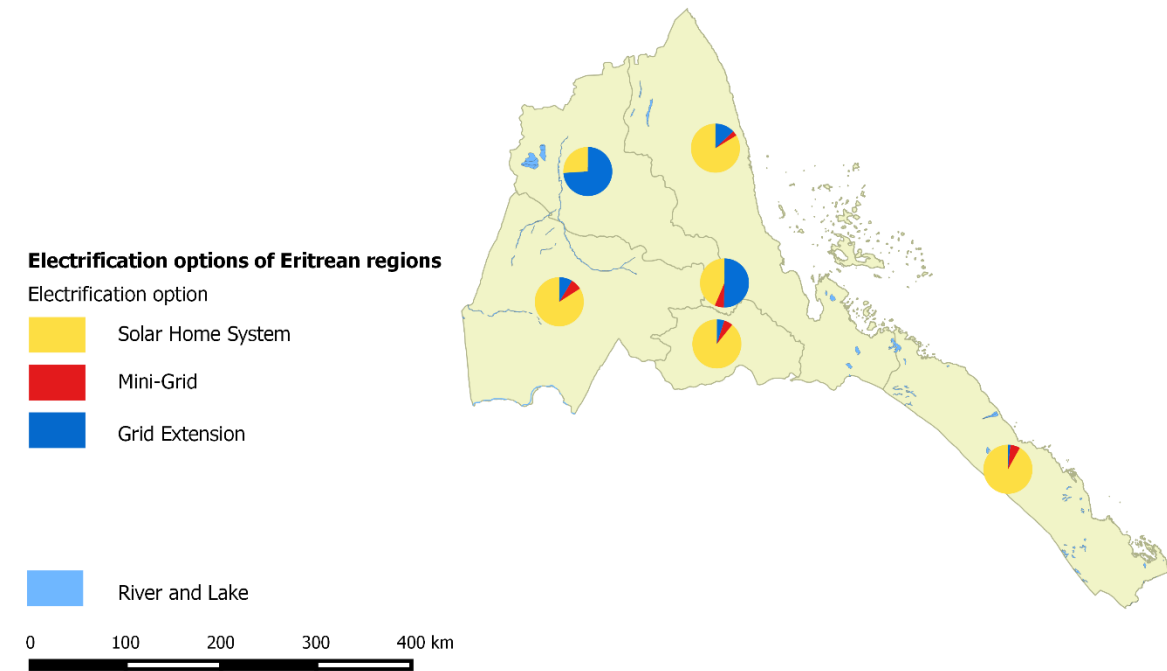 Electrification options of Eritrean regions
Electrification option
Solar Home System
Mini-Grid
Grid Extension
River and Lake
0 100 200 300 400 km